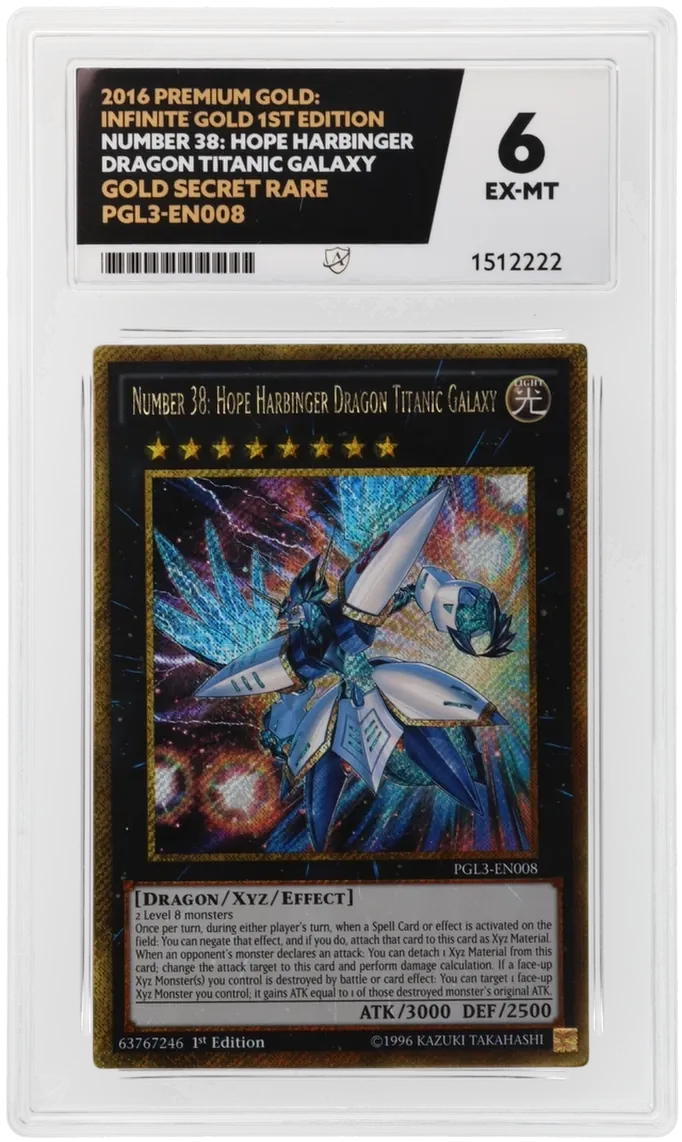 2016 PREMIUM GOLD:
INFINITE GOLD 1ST EDITION
NUMBER 38: HOPE HARBINGER
DRAGON TITANIC GALAXY
GOLD SECRET RARE
PGL3-EN008
6
EX-MT
A
1512222
NUMBER 38: HOPE HARBINGER DRAGON TITANIC GALAXY
LIGHT
光
PGL3-EN008
[DRAGON/XYZ/EFFECT]
2 Level 8 monsters
Once per turn, during either player's turn, when a Spell Card or effect is activated on the
field: You can negate that effect, and if you do, attach that card to this card as Xyz Material.
When an opponent's monster declares an attack: You can detach 1 Xyz Material from this
card; change the attack target to this card and perform damage calculation. If a face-up
Xyz Monster(s) you control is destroyed by battle or card effect: You can target 1 face-up
Xyz Monster you control; it gains ATK equal to 1 of those destroyed monster's original ATK.
ATK/3000 DEF/2500
63767246 1st Edition
©1996 KAZUKI TAKAHASHI